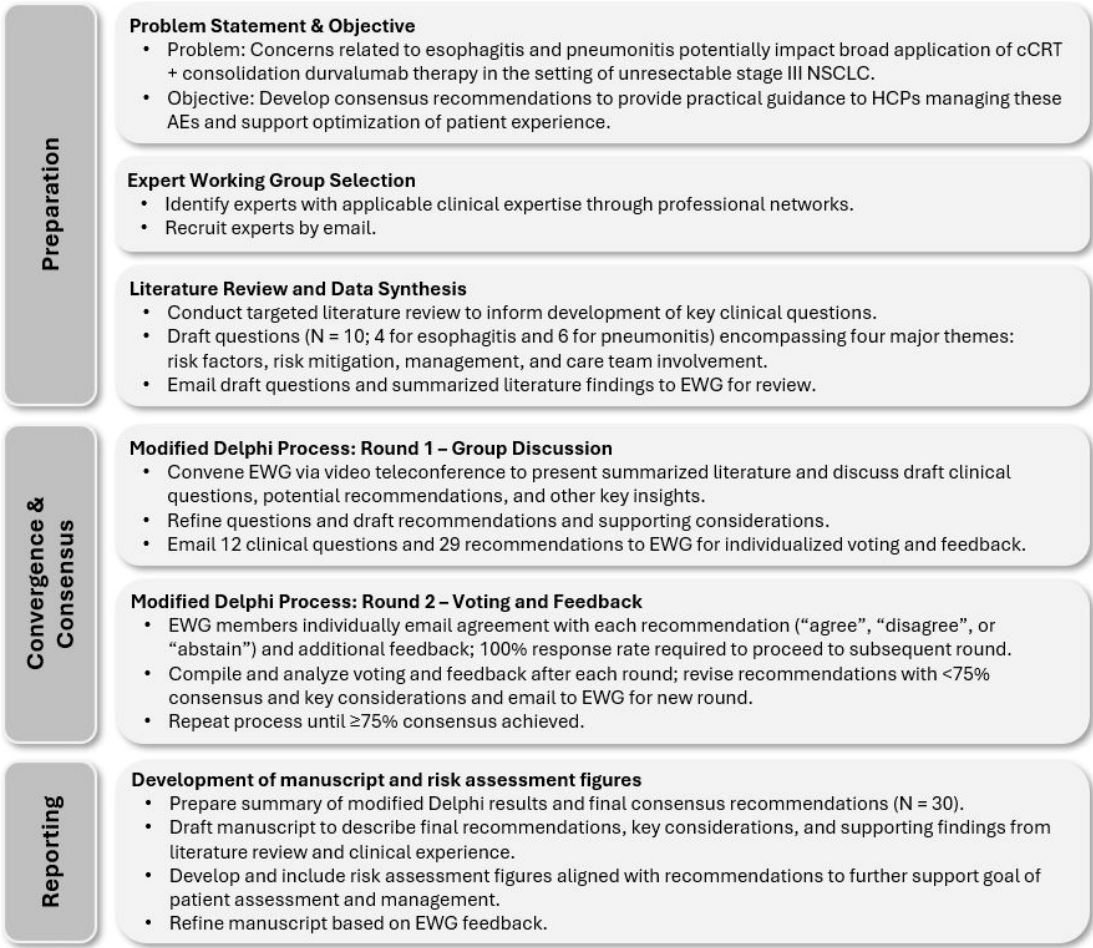 Preparation
Problem Statement & Objective
• Problem: Concerns related to esophagitis and pneumonitis potentially impact broad application of cCRT
+ consolidation durvalumab therapy in the setting of unresectable stage III NSCLC.
• Objective: Develop consensus recommendations to provide practical guidance to HCPs managing these
AEs and support optimization of patient experience.
Expert Working Group Selection
• Identify experts with applicable clinical expertise through professional networks.
• Recruit experts by email.
Literature Review and Data Synthesis
• Conduct targeted literature review to inform development of key clinical questions.
• Draft questions (N = 10; 4 for esophagitis and 6 for pneumonitis) encompassing four major themes:
risk factors, risk mitigation, management, and care team involvement.
• Email draft questions and summarized literature findings to EWG for review.
Convergence &
Consensus
Modified Delphi Process: Round 1 – Group Discussion
• Convene EWG via video teleconference to present summarized literature and discuss draft clinical
questions, potential recommendations, and other key insights.
• Refine questions and draft recommendations and supporting considerations.
• Email 12 clinical questions and 29 recommendations to EWG for individualized voting and feedback.
Modified Delphi Process: Round 2 – Voting and Feedback
• EWG members individually email agreement with each recommendation (“agree”, “disagree”, or
“abstain”) and additional feedback; 100% response rate required to proceed to subsequent round.
• Compile and analyze voting and feedback after each round; revise recommendations with <75%
consensus and key considerations and email to EWG for new round.
• Repeat process until ≥75% consensus achieved.
Reporting
Development of manuscript and risk assessment figures
• Prepare summary of modified Delphi results and final consensus recommendations (N = 30).
• Draft manuscript to describe final recommendations, key considerations, and supporting findings from
literature review and clinical experience.
• Develop and include risk assessment figures aligned with recommendations to further support goal of
patient assessment and management.
• Refine manuscript based on EWG feedback.